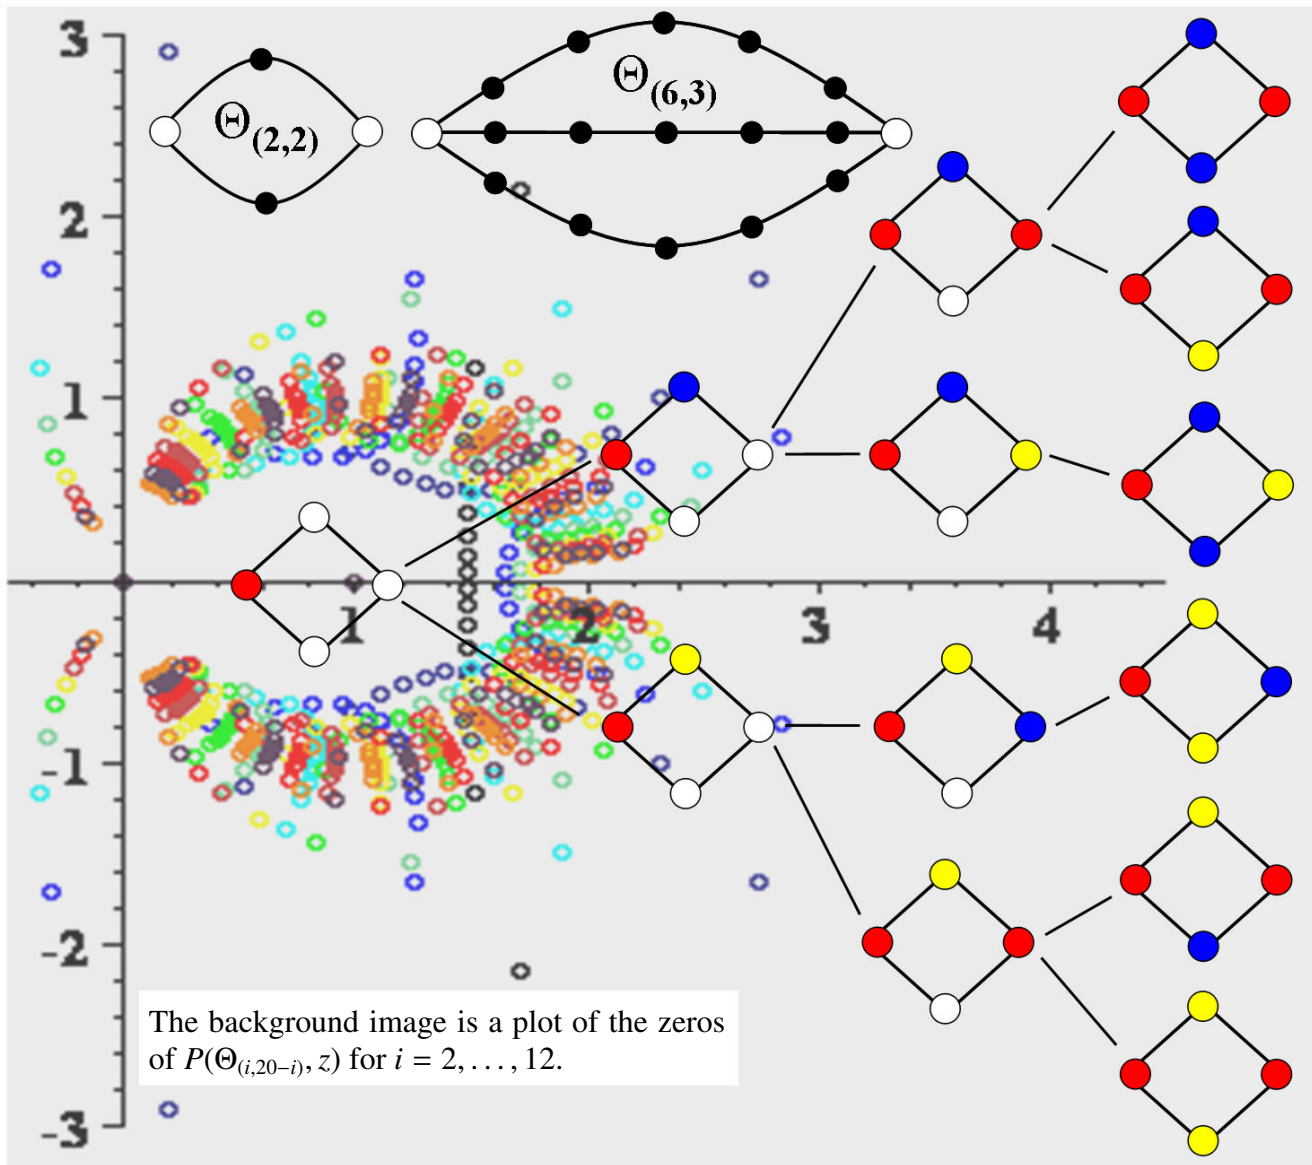 3
Θ(2,2)
Θ(6,3)
2
1
1
2
3
4
-1
-2
The background image is a plot of the zeros
of P(Θ(i,20−i), z) for i = 2, . . . , 12.
-3